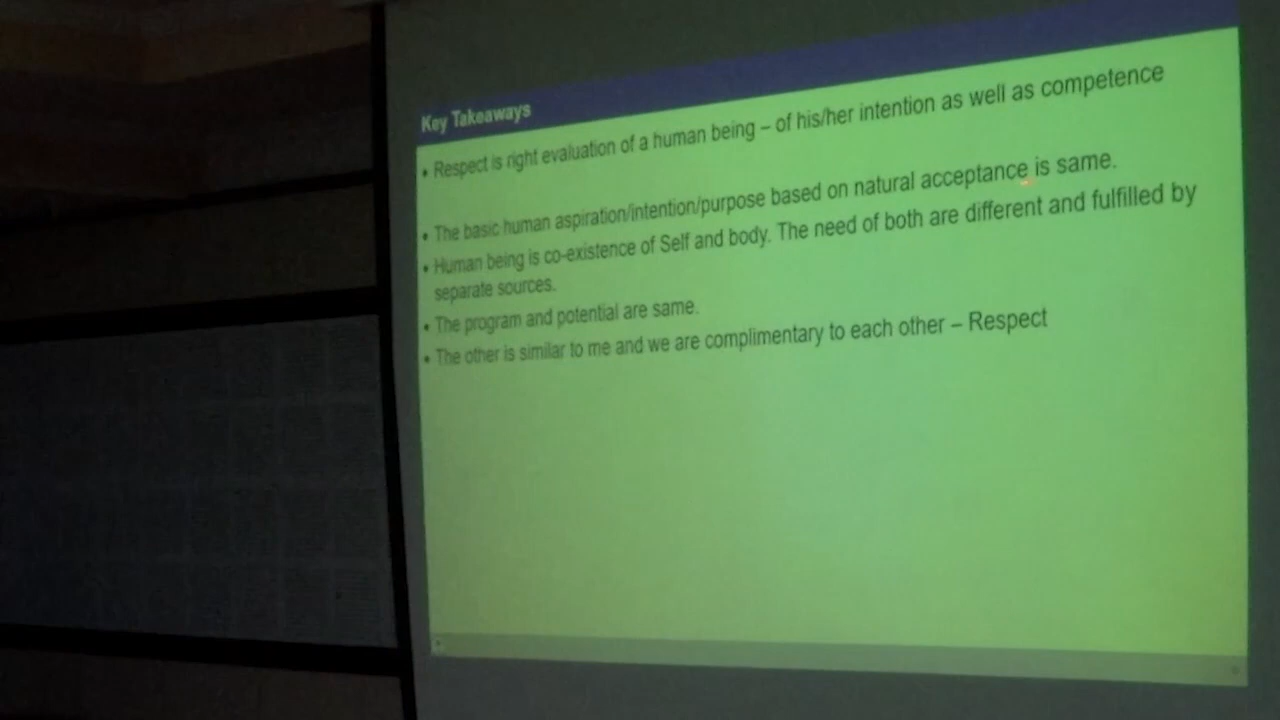 Key Takeaways
• Respect is right evaluation of a human being – of his/her intention as well as competence
• The basic human aspiration/intention/purpose based on natural acceptance is same.
• Human being is co-existence of Self and body. The need of both are different and fulfilled by
separate sources.
• The program and potential are same.
• The other is similar to me and we are complimentary to each other – Respect